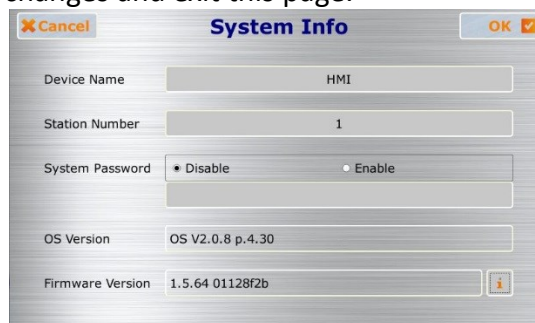 changes and exit this page.
Cancel System Info OK
Device Name HMI
Station Number 1
System Password Disable Enable
OS Version OS V2.0.8 p.4.30
Firmware Version 1.5.64 01128f2b i